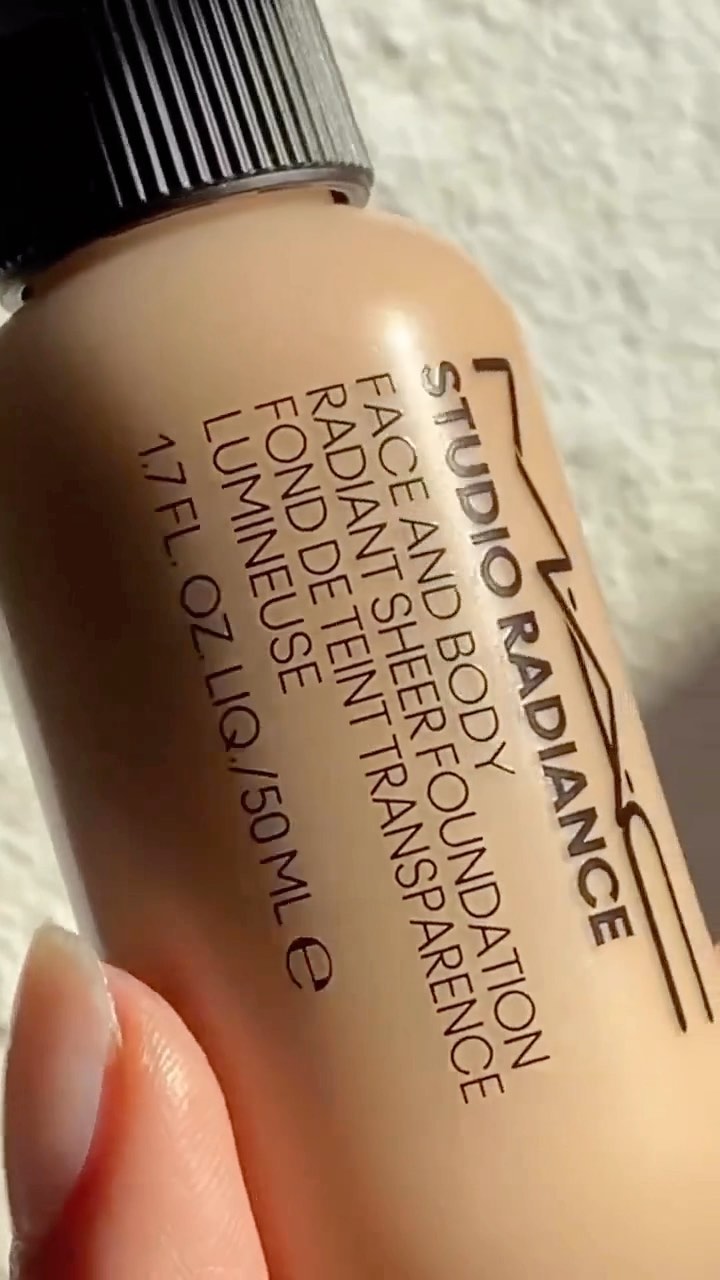 M·A·C
STUDIO RADIANCE
FACE AND BODY
RADIANT SHEER FOUNDATION
FOND DE TEINT TRANSPARENCE
LUMINEUSE
1.7 FL. OZ. LIQ./50 ML ℮